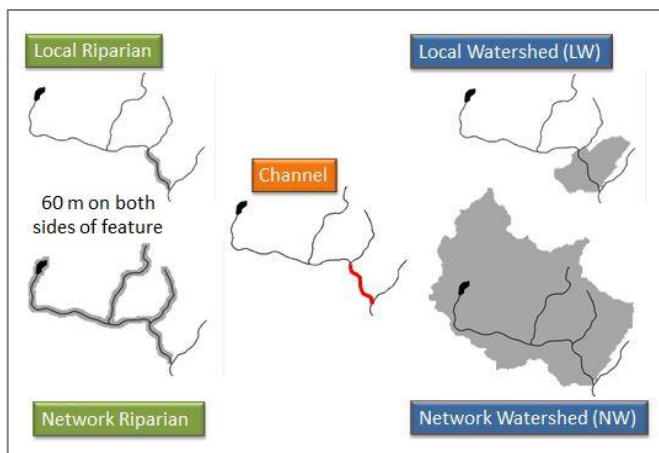 Local Riparian
Local Watershed (LW)
Channel
60 m on both
sides of feature
Network Riparian
Network Watershed (NW)